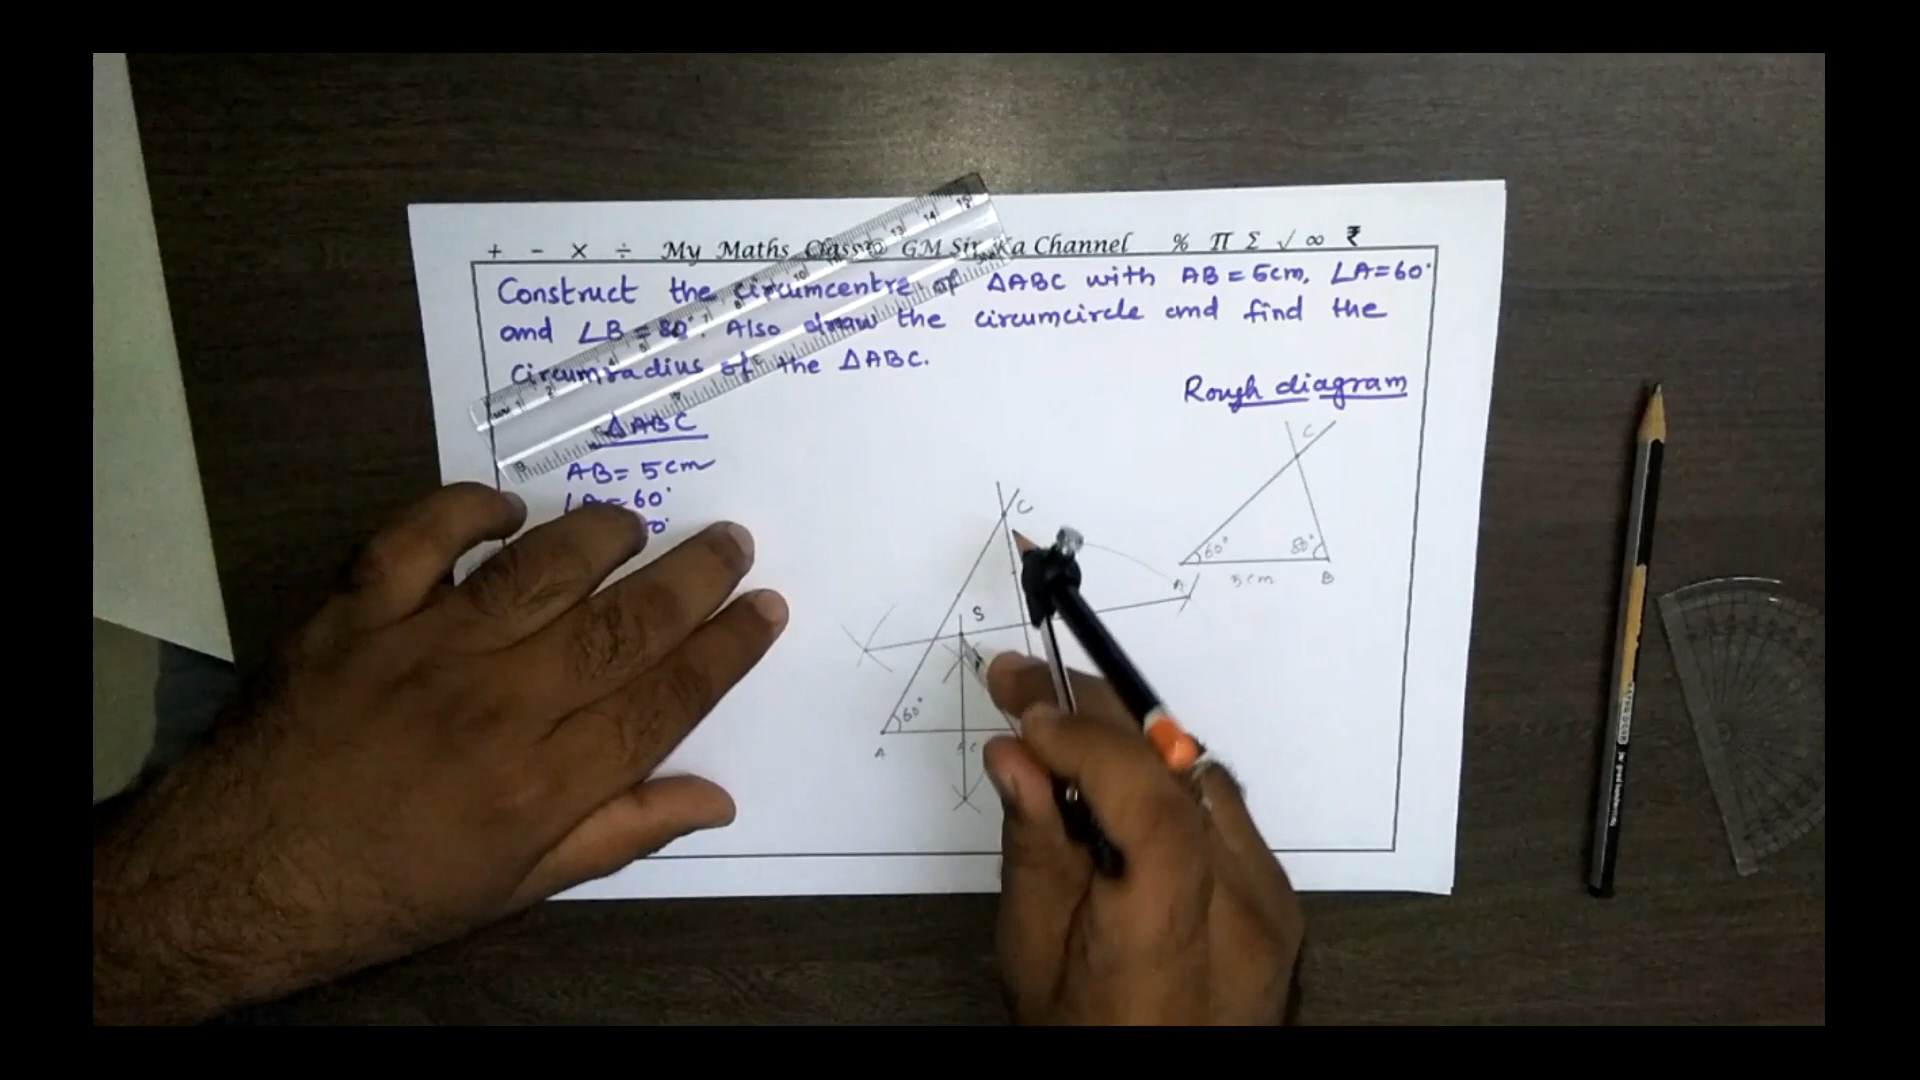 + - × ÷ My Maths Class GM Sir Ka Channel % Π Σ √ ∞ ₹
Construct the circumcentre of ΔABC with AB = 5cm, ∠A=60°
and ∠B = 80°. Also draw the circumcircle and find the
Circumradius of the ΔABC.
Rough diagram
ΔABC
AB = 5cm
∠A = 60°
0°
C
60°
80°
A
5cm
B
C
S
60°
A